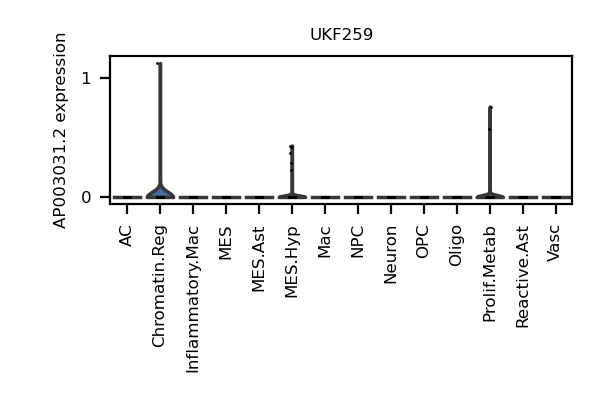 UKF259
AP003031.2 expression
1
0
AC
Chromatin.Reg
Inflammatory.Mac
MES
MES.Ast
MES.Hyp
Mac
NPC
Neuron
OPC
Oligo
Prolif.Metab
Reactive.Ast
Vasc